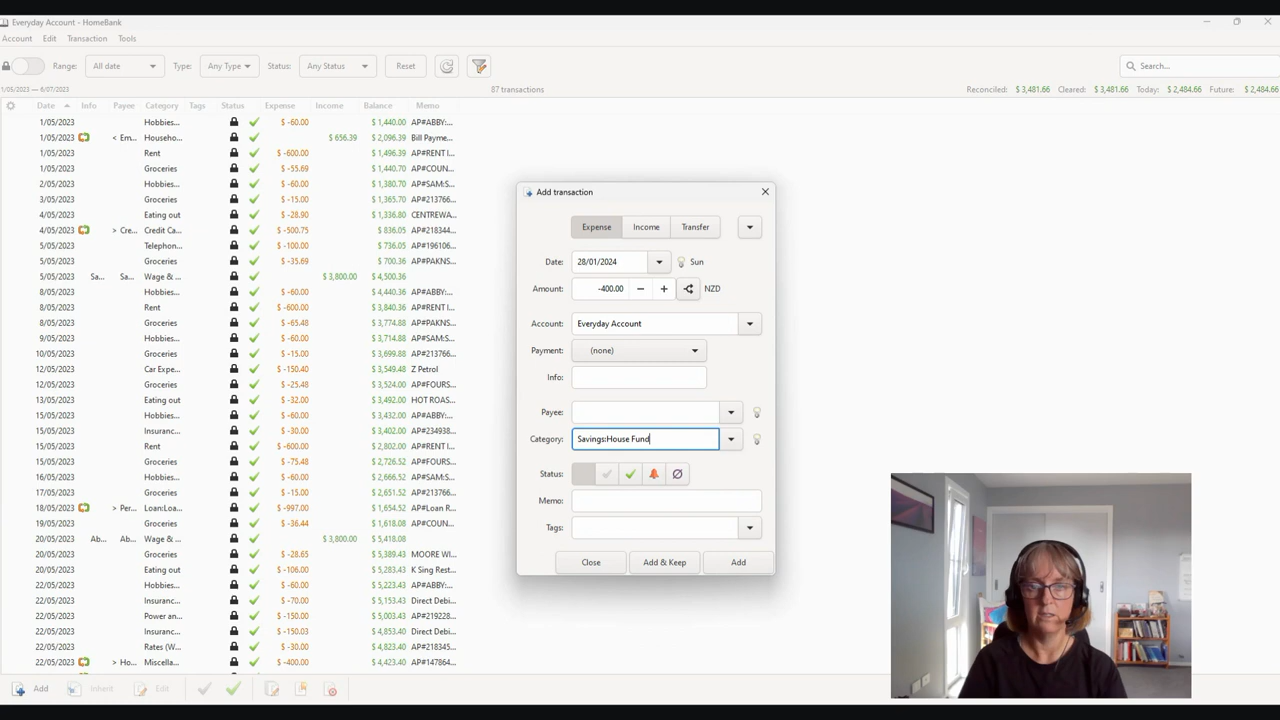 Everyday Account - HomeBank
Account Edit Transaction Tools
Range: All date Type: Any Type Status: Any Status Reset Search...
1/05/2023 — 6/07/2023 87 transactions Reconciled: $ 3,481.66 Cleared: $ 3,481.66 Today: $ 2,484.66 Future: $ 2,484.66
Date Info Payee Category Tags Status Expense Income Balance Memo
1/05/2023 Hobbies... $ -60.00 $ 1,440.00 AP#ABBY:...
1/05/2023 < Em... Househo... $ 656.39 $ 2,096.39 Bill Payme...
1/05/2023 Rent $ -600.00 $ 1,496.39 AP#RENT I...
1/05/2023 Groceries $ -55.69 $ 1,440.70 AP#COUN...
2/05/2023 Hobbies... $ -60.00 $ 1,380.70 AP#SAM:S...
3/05/2023 Groceries $ -15.00 $ 1,365.70 AP#213766...
4/05/2023 Eating out $ -28.90 $ 1,336.80 CENTREWA...
4/05/2023 > Cre... Credit Ca... $ -500.75 $ 836.05 AP#218344...
5/05/2023 Telephon... $ -100.00 $ 736.05 AP#196106...
5/05/2023 Groceries $ -35.69 $ 700.36 AP#PAKNS...
5/05/2023 Sa... Sa... Wage & ... $ 3,800.00 $ 4,500.36
8/05/2023 Hobbies... $ -60.00 $ 4,440.36 AP#SAM:S...
8/05/2023 Rent $ -600.00 $ 3,840.36 AP#RENT I...
8/05/2023 Groceries $ -65.48 $ 3,774.88 AP#PAKNS...
9/05/2023 Hobbies... $ -60.00 $ 3,714.88 AP#SAM:S...
10/05/2023 Groceries $ -15.00 $ 3,699.88 AP#213766...
12/05/2023 Car Expe... $ -150.40 $ 3,549.48 Z Petrol
12/05/2023 Groceries $ -25.48 $ 3,524.00 AP#FOURS...
13/05/2023 Eating out $ -32.00 $ 3,492.00 HOT ROAS...
15/05/2023 Hobbies... $ -60.00 $ 3,432.00 AP#ABBY:...
15/05/2023 Miscella... $ -30.00 $ 3,402.00 AP#234938...
15/05/2023 Rent $ -600.00 $ 2,802.00 AP#RENT I...
15/05/2023 Groceries $ -75.48 $ 2,726.52 AP#FOURS...
16/05/2023 Hobbies... $ -60.00 $ 2,666.52 AP#SAM:S...
17/05/2023 Groceries $ -15.00 $ 2,651.52 AP#213766...
18/05/2023 > Per... Loan:Loa... $ -997.00 $ 1,654.52 AP#Loan R...
19/05/2023 Groceries $ -36.44 $ 1,618.08 AP#COUN...
20/05/2023 Ab... Ab... Wage & ... $ 3,800.00 $ 5,418.08
20/05/2023 Groceries $ -28.65 $ 5,389.43 MOORE WI...
20/05/2023 Eating out $ -106.00 $ 5,283.43 K Sing Rest...
22/05/2023 Hobbies... $ -60.00 $ 5,223.43 AP#ABBY:...
22/05/2023 Insuranc... $ -70.00 $ 5,153.43 Direct Debi...
22/05/2023 Power an... $ -150.00 $ 5,003.43 AP#219228...
22/05/2023 Insuranc... $ -150.03 $ 4,853.40 Direct Debi...
22/05/2023 Rates (W... $ -30.00 $ 4,823.40 AP#218345...
22/05/2023 > Ho... Miscella... $ -400.00 $ 4,423.40 AP#147864...
Add Inherit Edit
Add transaction
Expense Income Transfer
Date: 28/01/2024 Sun
Amount: -400.00 NZD
Account: Everyday Account
Payment: (none)
Info:
Payee:
Category: Savings:House Fund
Status:
Memo:
Tags:
Close Add & Keep Add